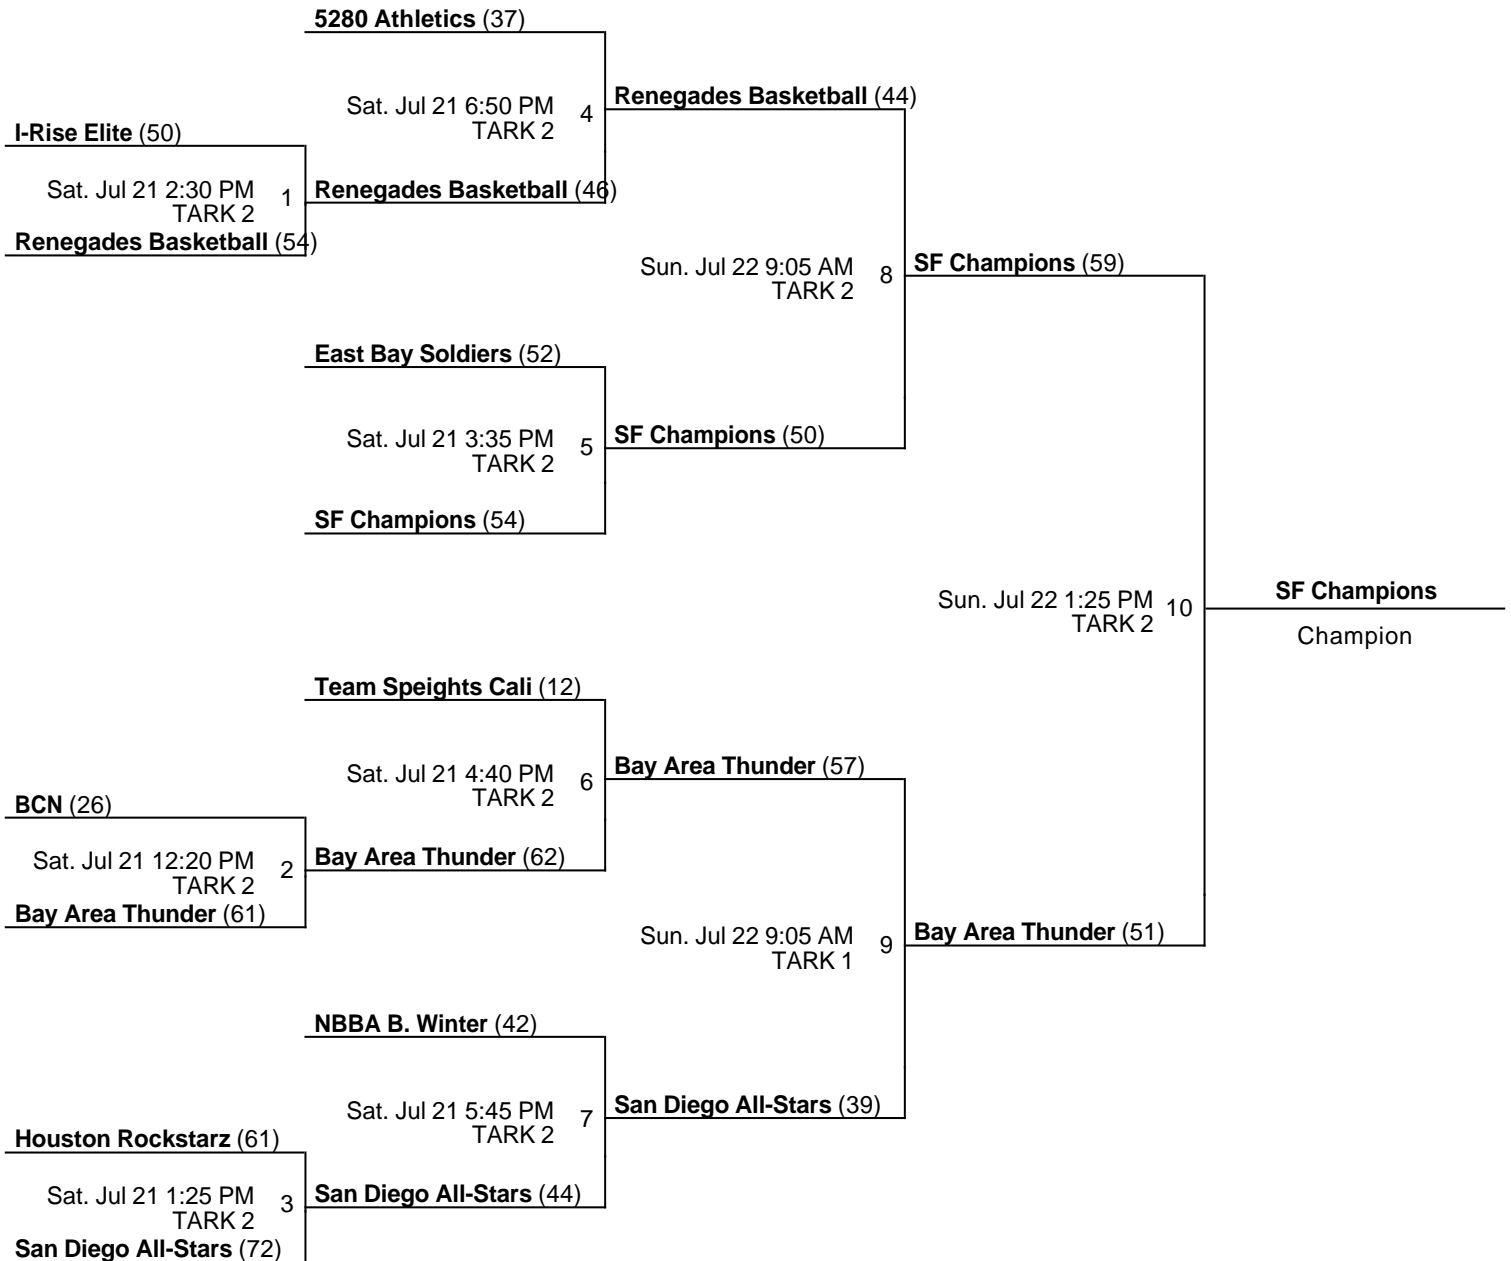 5280 Athletics (37)
Sat. Jul 21 6:50 PM
TARK 2
4
Renegades Basketball (44)
I-Rise Elite (50)
Sat. Jul 21 2:30 PM
TARK 2
1
Renegades Basketball (46)
Renegades Basketball (54)
Sun. Jul 22 9:05 AM
TARK 2
8
SF Champions (59)
East Bay Soldiers (52)
Sat. Jul 21 3:35 PM
TARK 2
5
SF Champions (50)
SF Champions (54)
Sun. Jul 22 1:25 PM
TARK 2
10
SF Champions
Champion
Team Speights Cali (12)
Sat. Jul 21 4:40 PM
TARK 2
6
Bay Area Thunder (57)
BCN (26)
Sat. Jul 21 12:20 PM
TARK 2
2
Bay Area Thunder (62)
Bay Area Thunder (61)
Sun. Jul 22 9:05 AM
TARK 1
9
Bay Area Thunder (51)
NBBA B. Winter (42)
Sat. Jul 21 5:45 PM
TARK 2
7
San Diego All-Stars (39)
Houston Rockstarz (61)
Sat. Jul 21 1:25 PM
TARK 2
3
San Diego All-Stars (44)
San Diego All-Stars (72)